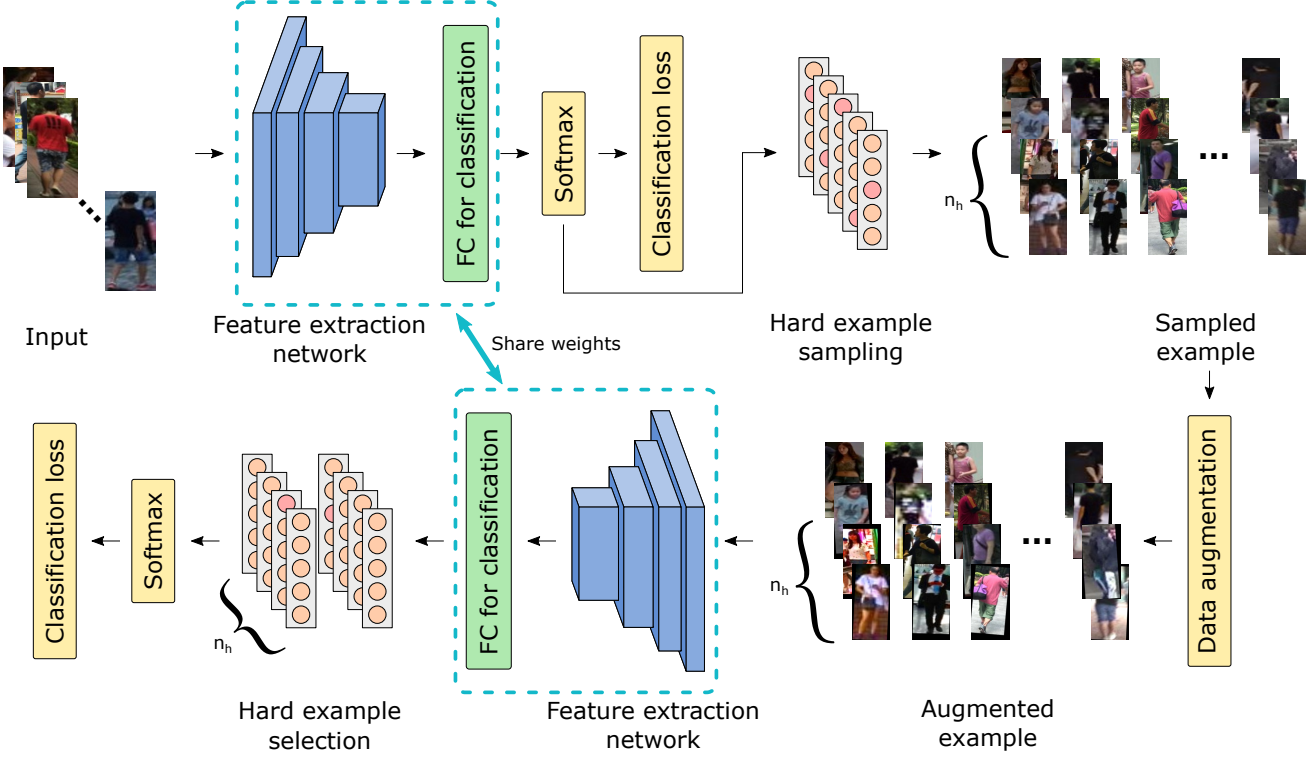 FC for classification
Softmax
Classification loss
n_h
...
Input
Feature extraction
network
Hard example
sampling
Sampled
example
Share weights
Classification loss
Softmax
n_h
FC for classification
n_h
...
Data augmentation
Hard example
selection
Feature extraction
network
Augmented
example